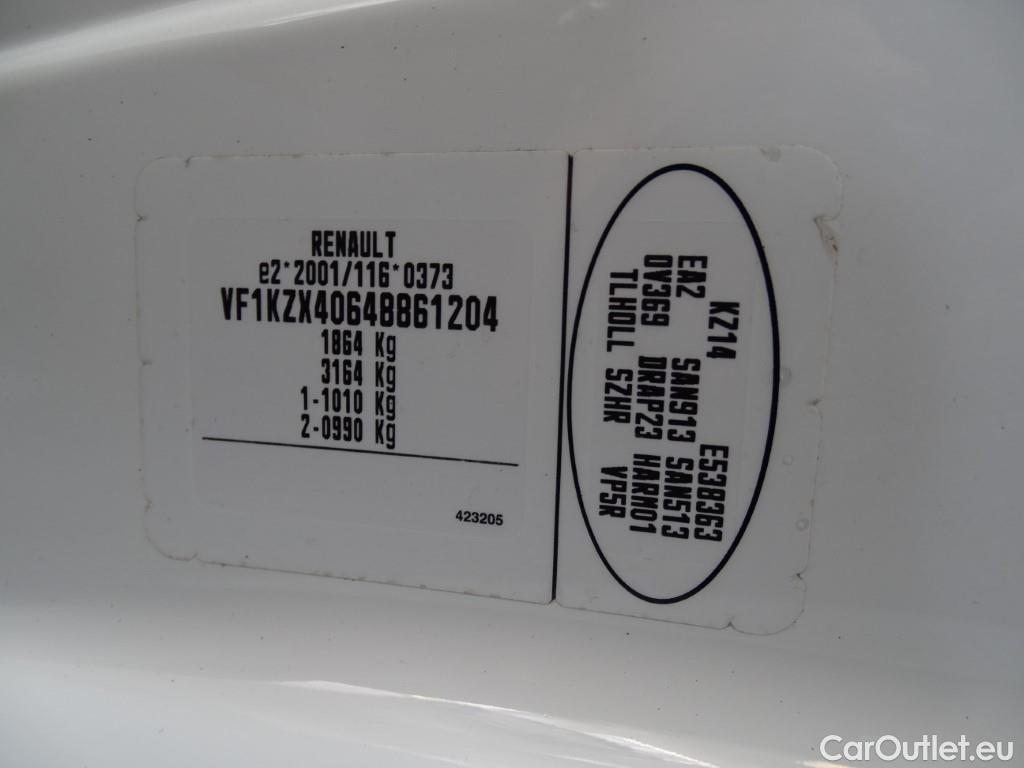 RENAULT
e2*2001/116*0373
VF1KZX40648861204
1864 Kg
3164 Kg
1-1010 Kg
2-0990 Kg
423205
KZ14 E538363
EA2 SAN913 SAN513
OV369 DRAP23 HARM01
TLHOLL SZHR VP5R
CarOutlet.eu